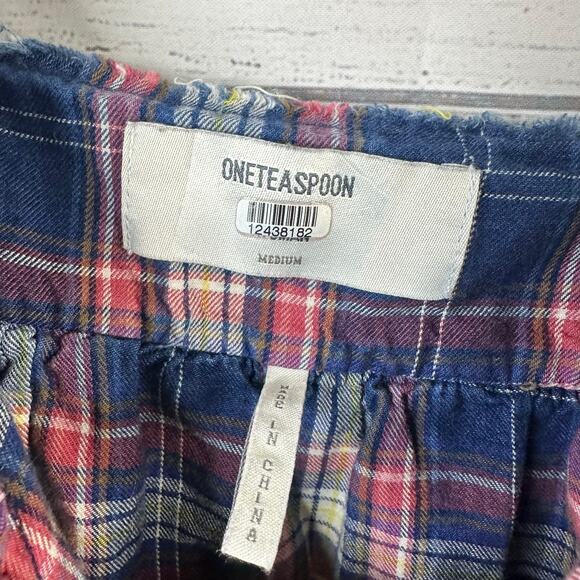 ONETEASPOON
12438182
MEDIUM
MADE IN CHINA